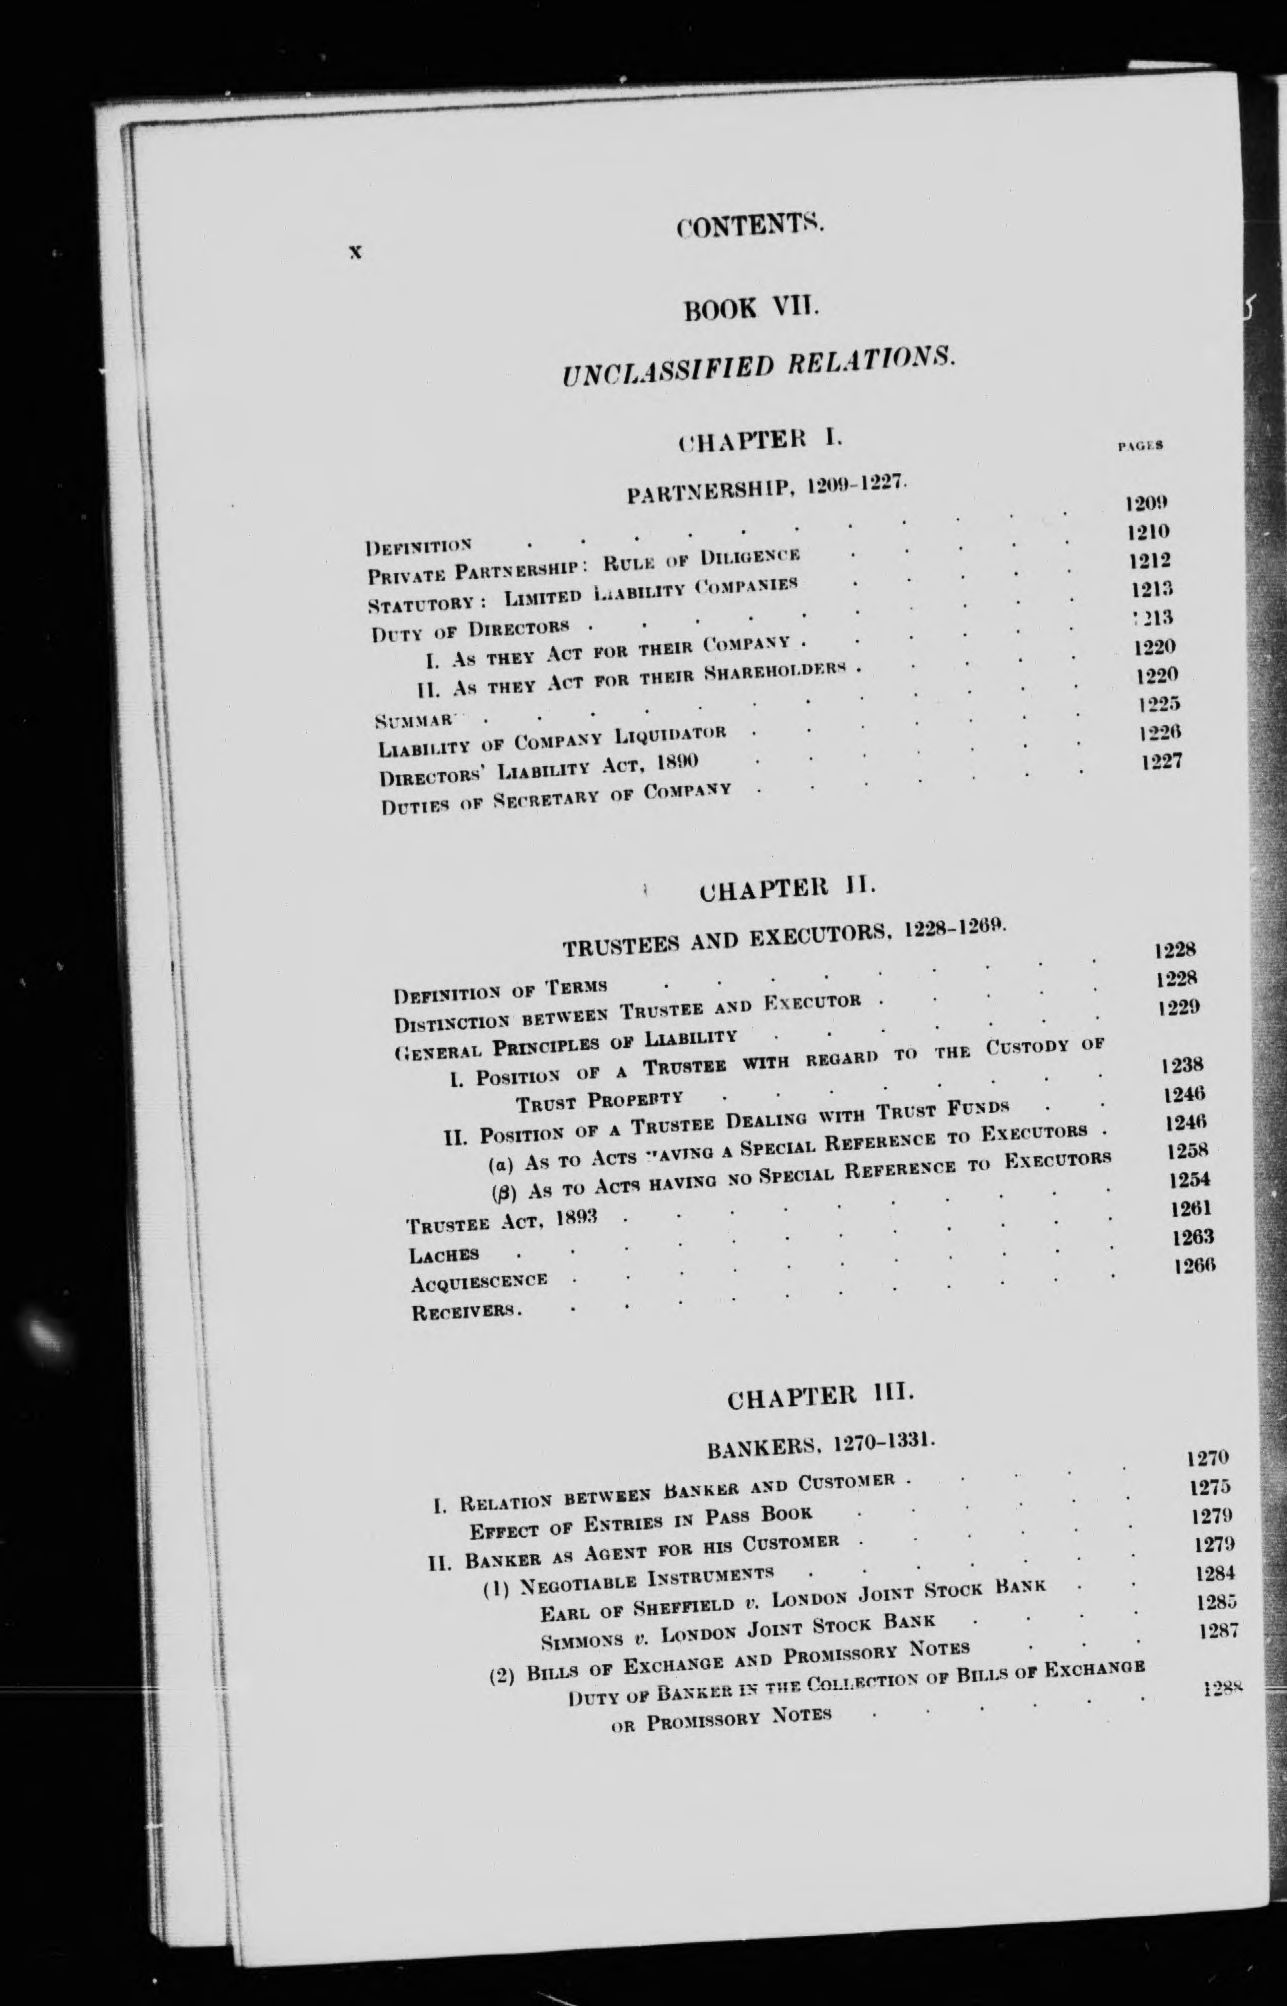 CONTENTS.
x
BOOK VII.
UNCLASSIFIED RELATIONS.
CHAPTER I.
PAGES
PARTNERSHIP, 1209-1227.
DEFINITION . . . . . . . . . . . 1209
PRIVATE PARTNERSHIP: RULE OF DILIGENCE . . . . . 1210
STATUTORY: LIMITED LIABILITY COMPANIES . . . . . 1212
DUTY OF DIRECTORS . . . . . . . . . . 1213
I. AS THEY ACT FOR THEIR COMPANY . . . . . . 1213
II. AS THEY ACT FOR THEIR SHAREHOLDERS . . . . . 1220
SUMMAR . . . . . . . . . . . . 1220
LIABILITY OF COMPANY LIQUIDATOR . . . . . . . 1225
DIRECTORS' LIABILITY ACT, 1890 . . . . . . . 1226
DUTIES OF SECRETARY OF COMPANY . . . . . . . 1227
CHAPTER II.
TRUSTEES AND EXECUTORS, 1228-1269.
DEFINITION OF TERMS . . . . . . . . . 1228
DISTINCTION BETWEEN TRUSTEE AND EXECUTOR . . . . . 1228
GENERAL PRINCIPLES OF LIABILITY . . . . . . . 1229
I. POSITION OF A TRUSTEE WITH REGARD TO THE CUSTODY OF
TRUST PROPERTY . . . . . . . . 1238
II. POSITION OF A TRUSTEE DEALING WITH TRUST FUNDS . . 1246
(α) AS TO ACTS HAVING A SPECIAL REFERENCE TO EXECUTORS . 1246
(β) AS TO ACTS HAVING NO SPECIAL REFERENCE TO EXECUTORS 1258
TRUSTEE ACT, 1893 . . . . . . . . . . 1254
LACHES . . . . . . . . . . . . 1261
ACQUIESCENCE . . . . . . . . . . . 1263
RECEIVERS. . . . . . . . . . . . 1266
CHAPTER III.
BANKERS, 1270-1331.
I. RELATION BETWEEN BANKER AND CUSTOMER . . . . . 1270
EFFECT OF ENTRIES IN PASS BOOK . . . . . . 1275
II. BANKER AS AGENT FOR HIS CUSTOMER . . . . . . 1279
(1) NEGOTIABLE INSTRUMENTS . . . . . . . 1279
EARL OF SHEFFIELD v. LONDON JOINT STOCK BANK . . 1284
SIMMONS v. LONDON JOINT STOCK BANK . . . . 1285
(2) BILLS OF EXCHANGE AND PROMISSORY NOTES . . . 1287
DUTY OF BANKER IN THE COLLECTION OF BILLS OF EXCHANGE
OR PROMISSORY NOTES . . . . . . 1288